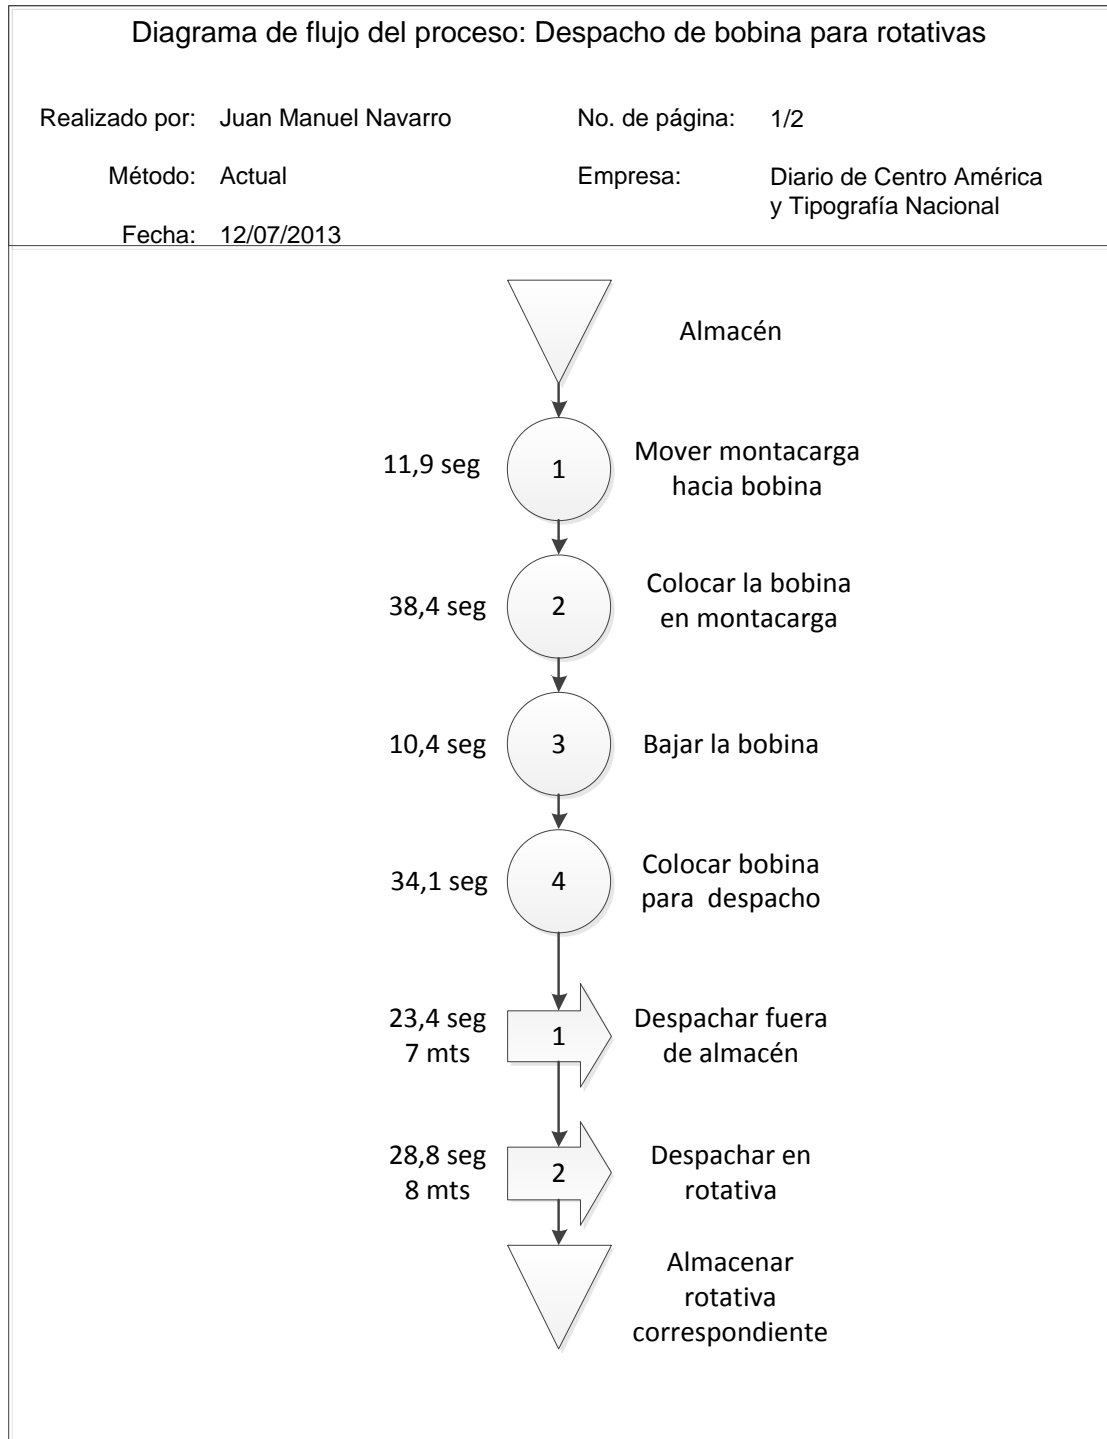 Diagrama de flujo del proceso: Despacho de bobina para rotativas
Realizado por: Juan Manuel Navarro
No. de página: 1/2
Método: Actual
Empresa: Diario de Centro América
y Tipografía Nacional
Fecha: 12/07/2013
Almacén
11,9 seg
1
Mover montacarga
hacia bobina
38,4 seg
2
Colocar la bobina
en montacarga
10,4 seg
3
Bajar la bobina
34,1 seg
4
Colocar bobina
para despacho
23,4 seg
7 mts
1
Despachar fuera
de almacén
28,8 seg
8 mts
2
Despachar en
rotativa
Almacenar
rotativa
correspondiente